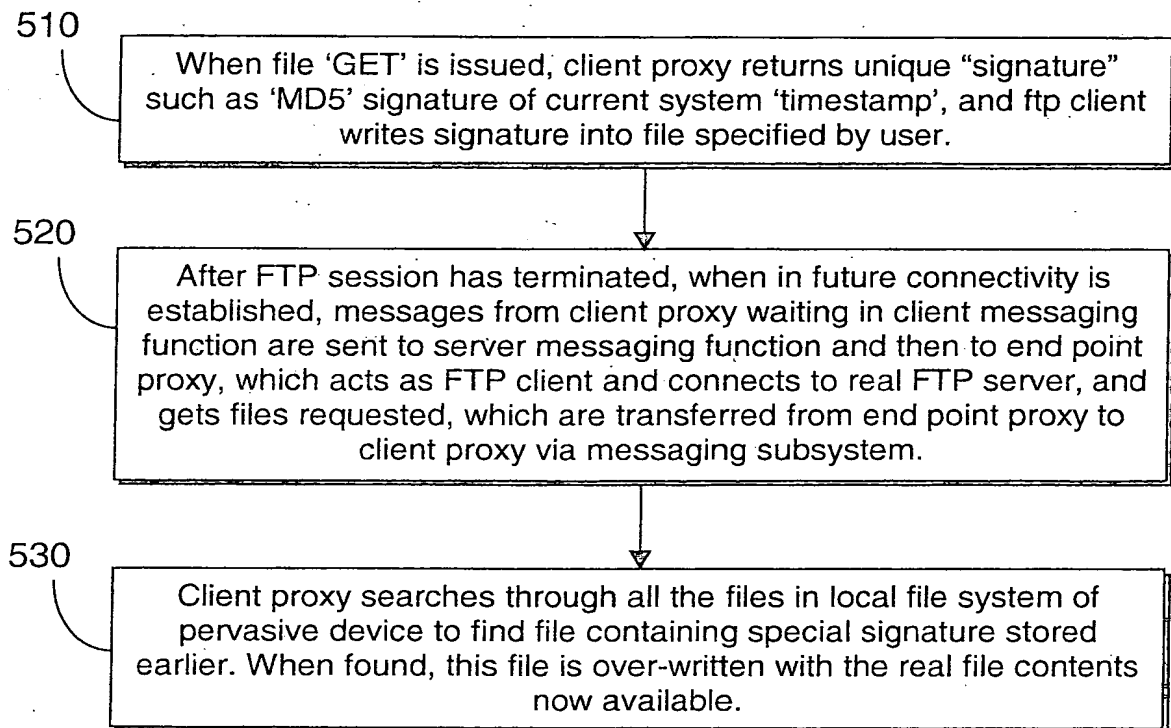 510
When file ‘GET’ is issued, client proxy returns unique “signature”
such as ‘MD5’ signature of current system ‘timestamp’, and ftp client
writes signature into file specified by user.
520
After FTP session has terminated, when in future connectivity is
established, messages from client proxy waiting in client messaging
function are sent to server messaging function and then to end point
proxy, which acts as FTP client and connects to real FTP server, and
gets files requested, which are transferred from end point proxy to
client proxy via messaging subsystem.
530
Client proxy searches through all the files in local file system of
pervasive device to find file containing special signature stored
earlier. When found, this file is over-written with the real file contents
now available.